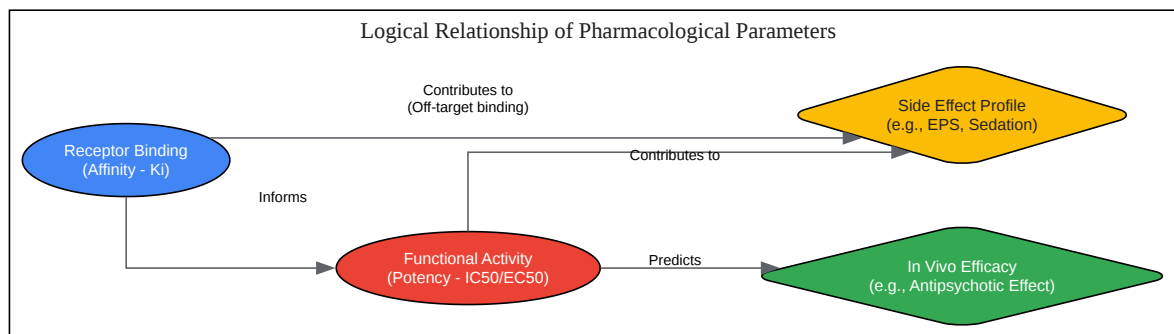 Logical Relationship of Pharmacological Parameters
Contributes to
(Off-target binding)
Side Effect Profile
(e.g., EPS, Sedation)
Receptor Binding
(Affinity - Ki)
Contributes to
Informs
Functional Activity
(Potency - IC50/EC50)
Predicts
In Vivo Efficacy
(e.g., Antipsychotic Effect)